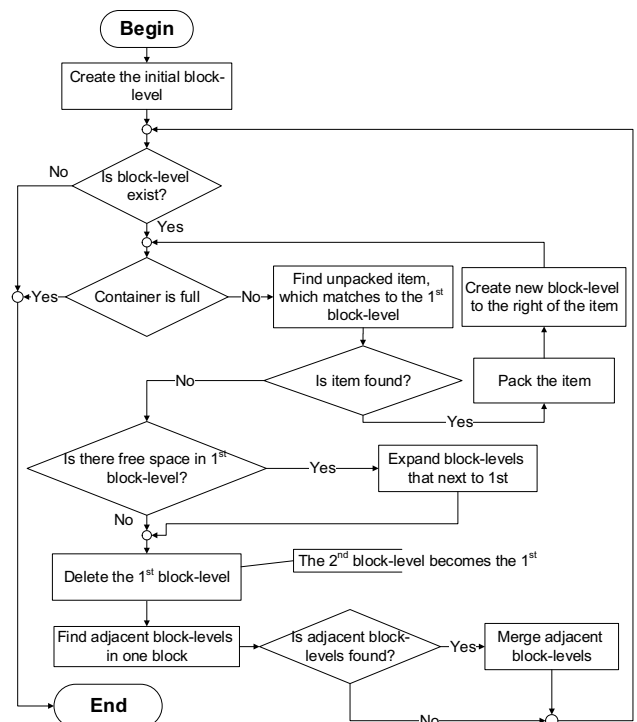 Begin
Create the initial block-
level
No
Is block-level
exist?
Yes
Yes
Container is full
No
Find unpacked item,
which matches to the 1st
block-level
Create new block-level
to the right of the item
No
Is item found?
Pack the item
Yes
Is there free space in 1st
block-level?
Yes
Expand block-levels
that next to 1st
No
Delete the 1st block-level
The 2nd block-level becomes the 1st
Find adjacent block-levels
in one block
Is adjacent block-
levels found?
Yes
Merge adjacent
block-levels
End
No